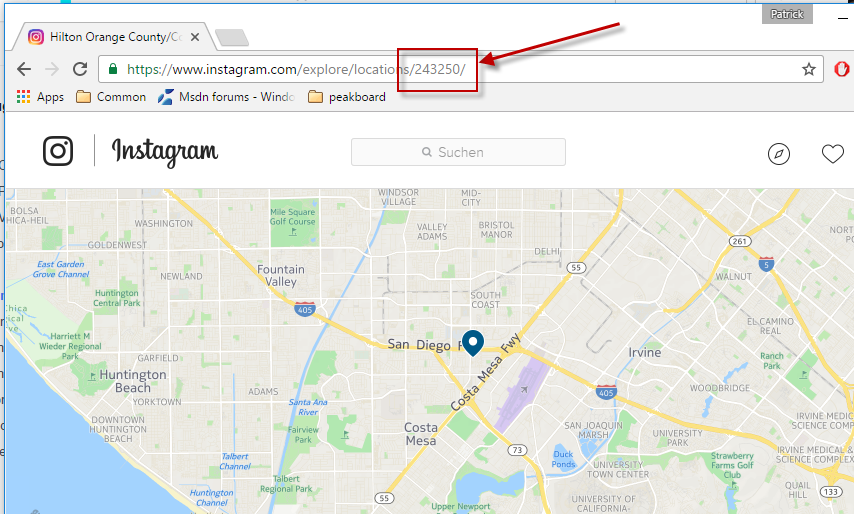 Patrick
Hilton Orange County/Co
https://www.instagram.com/explore/locations/243250/
Apps
Common
Msdn forums - Windo
peakboard
Instagram
Suchen
WINDSOR
VILLAGE
MID-
CITY
BOLSA
CHICA-HEIL
WASHINGTON
Mile Square
Golf Course
VALLEY
ADAMS
BRISTOL
MANOR
GOLDENWEST
DELHI
261
East Garden
Grove Channel
NEWLAND
Fountain
Valley
55
5
WALNUT
Huntington
Central Park
SOUTH
COAST
405
EL CAMINO
REAL
Harriett M
Wieder Regional
Park
San Diego F
Costa Mesa Fwy
Irvine
Ranch
Park
GARFIELD
Huntington
Beach
YORKTOWN
ADAMS
405
WOODBRIDGE
Santa Ana
River
DOWNTOWN
HUNTINGTON
BEACH
Fairview
Park
Costa
Mesa
SAN JOAQUIN
MARSH
UNIVERSITY
PARK
IRVINE MEDIC
SCIENCE COMP
73
Talbert
Channel
Duck
Ponds
UNIVERSITY
TOWN CENTER
Strawberry
Farms Golf
Club
IRVINE MEDIC
SCIENCE COM
Talbert
Regional Park
Huntington
Channel
55
Upper Newport
UNIVERSITY
OF CALIFORNIA-
QUAIL
HILL
133